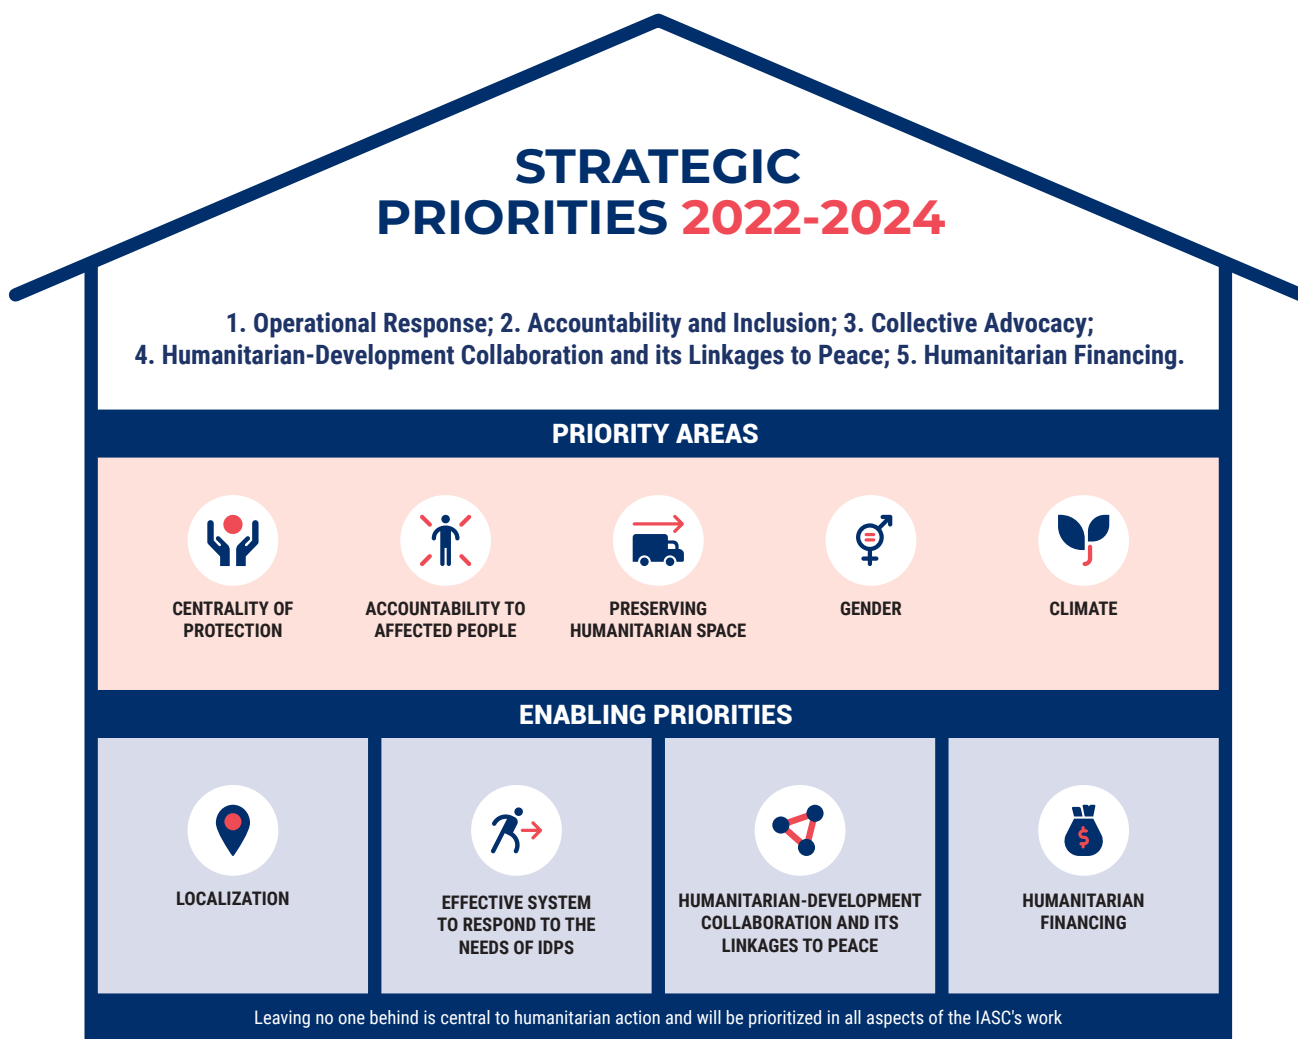 STRATEGIC
PRIORITIES 2022-2024
1. Operational Response; 2. Accountability and Inclusion; 3. Collective Advocacy;
4. Humanitarian-Development Collaboration and its Linkages to Peace; 5. Humanitarian Financing.
PRIORITY AREAS
CENTRALITY OF
PROTECTION
ACCOUNTABILITY TO
AFFECTED PEOPLE
PRESERVING
HUMANITARIAN SPACE
GENDER
CLIMATE
ENABLING PRIORITIES
LOCALIZATION
EFFECTIVE SYSTEM
TO RESPOND TO THE
NEEDS OF IDPS
HUMANITARIAN-DEVELOPMENT
COLLABORATION AND ITS
LINKAGES TO PEACE
$
HUMANITARIAN
FINANCING
Leaving no one behind is central to humanitarian action and will be prioritized in all aspects of the IASC's work